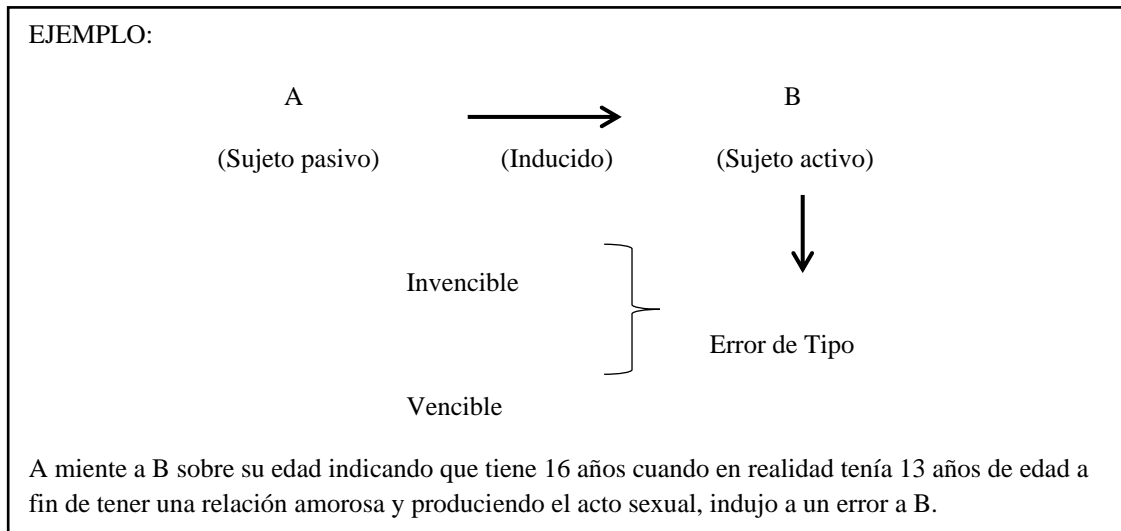 EJEMPLO:
A B
(Sujeto pasivo) (Inducido) (Sujeto activo)
Invencible
Error de Tipo
Vencible
A miente a B sobre su edad indicando que tiene 16 años cuando en realidad tenía 13 años de edad a
fin de tener una relación amorosa y produciendo el acto sexual, indujo a un error a B.